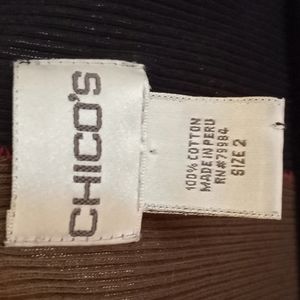 CHICO'S
100% COTTON
MADE IN PERU
RN#79984
SIZE 2